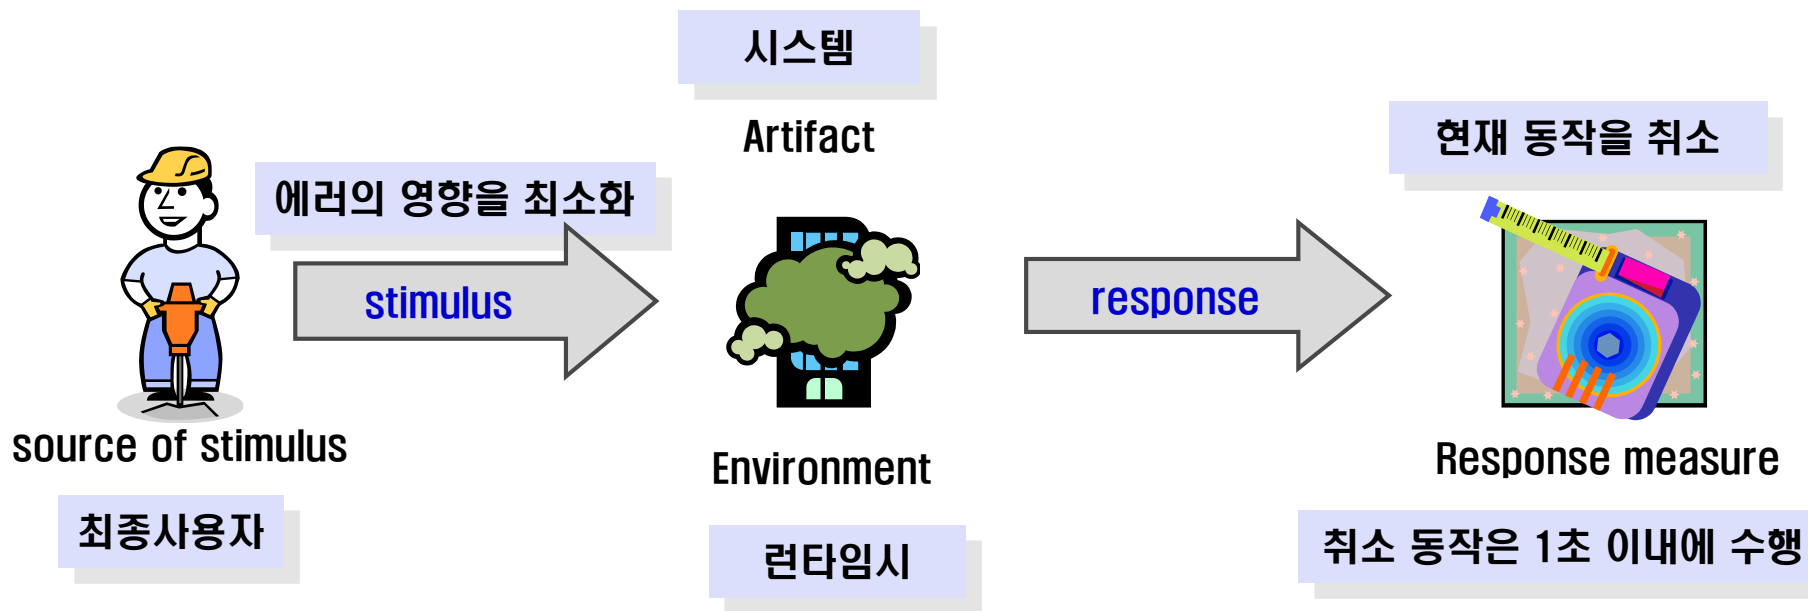 시스템
Artifact
현재 동작을 취소
에러의 영향을 최소화
stimulus
response
source of stimulus
Environment
Response measure
최종사용자
런타임시
취소 동작은 1초 이내에 수행